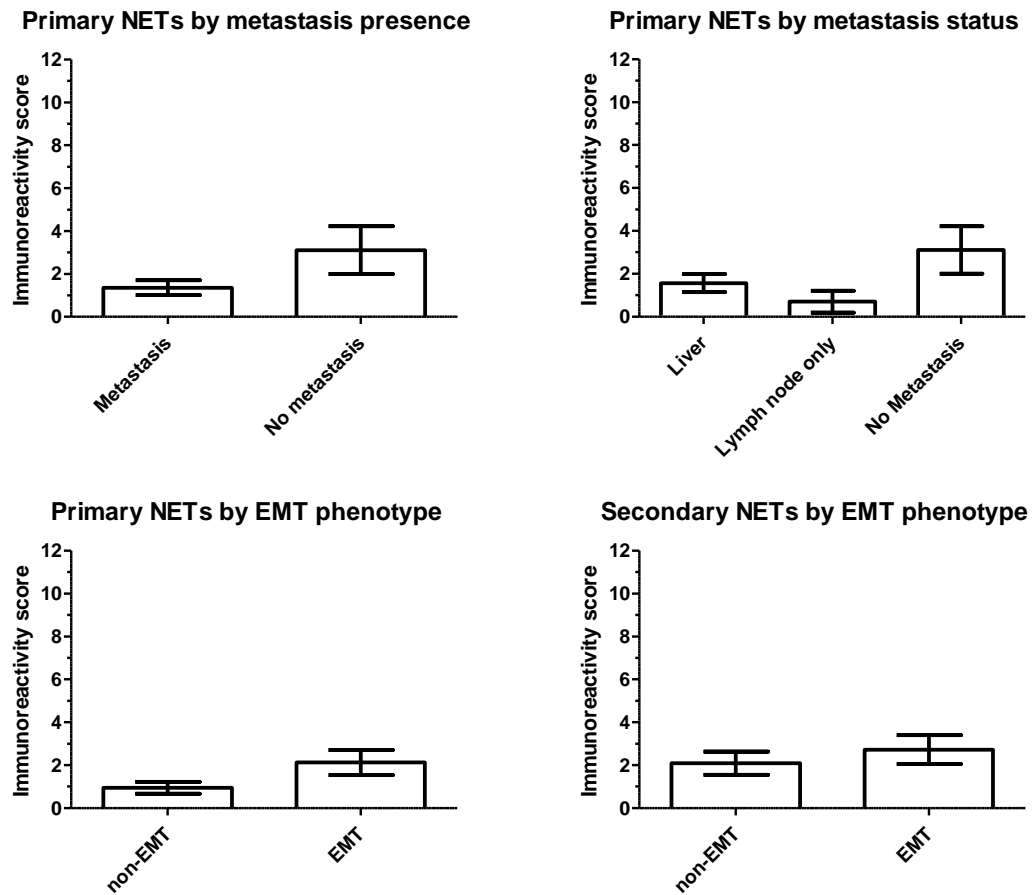 Primary NETs by metastasis presence
12
10
8
6
4
2
0
Immunoreactivity score
Metastasis
No metastasis
Primary NETs by metastasis status
12
10
8
6
4
2
0
Immunoreactivity score
Liver
Lymph node only
No Metastasis
Primary NETs by EMT phenotype
12
10
8
6
4
2
0
Immunoreactivity score
non-EMT
EMT
Secondary NETs by EMT phenotype
12
10
8
6
4
2
0
Immunoreactivity score
non-EMT
EMT